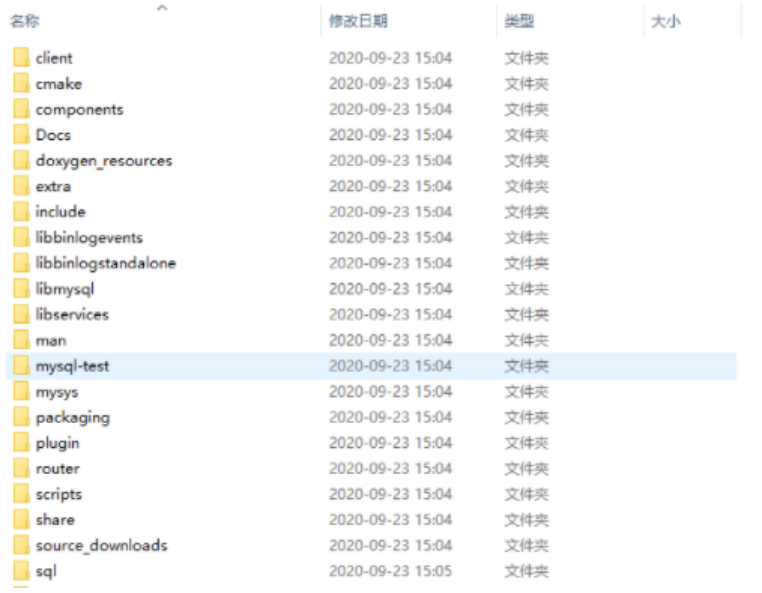 名称 修改日期 类型 大小
client 2020-09-23 15:04 文件夹
cmake 2020-09-23 15:04 文件夹
components 2020-09-23 15:04 文件夹
Docs 2020-09-23 15:04 文件夹
doxygen_resources 2020-09-23 15:04 文件夹
extra 2020-09-23 15:04 文件夹
include 2020-09-23 15:04 文件夹
libbinlogevents 2020-09-23 15:04 文件夹
libbinlogstandalone 2020-09-23 15:04 文件夹
libmysql 2020-09-23 15:04 文件夹
libservices 2020-09-23 15:04 文件夹
man 2020-09-23 15:04 文件夹
mysql-test 2020-09-23 15:04 文件夹
mysys 2020-09-23 15:04 文件夹
packaging 2020-09-23 15:04 文件夹
plugin 2020-09-23 15:04 文件夹
router 2020-09-23 15:04 文件夹
scripts 2020-09-23 15:04 文件夹
share 2020-09-23 15:04 文件夹
source_downloads 2020-09-23 15:04 文件夹
sql 2020-09-23 15:05 文件夹